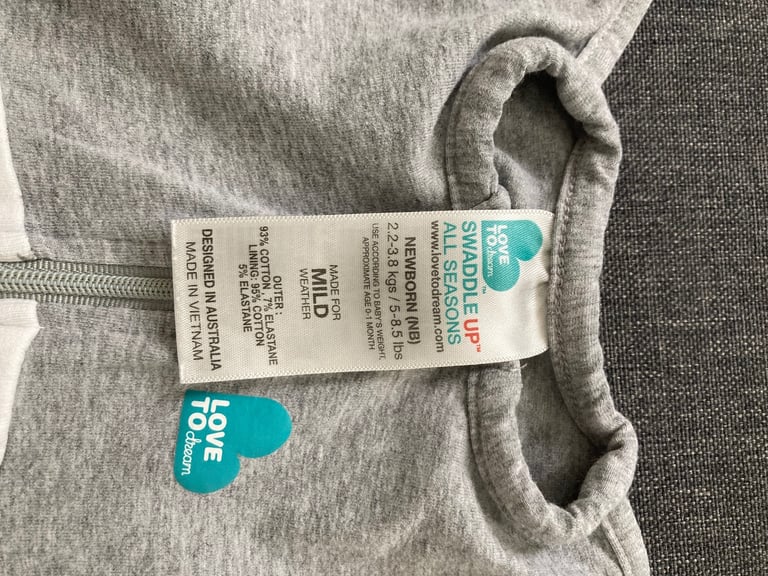 LOVE
TO dream™
SWADDLE UP™
ALL SEASONS
www.lovetodream.com
NEWBORN (NB)
2.2-3.8 kgs / 5-8.5 lbs
USE ACCORDING TO BABY'S WEIGHT,
APPROXIMATE AGE 0-1 MONTH
MADE FOR
MILD
WEATHER
OUTER :
93% COTTON 7% ELASTANE
LINING: 95% COTTON
5% ELASTANE
DESIGNED IN AUSTRALIA
MADE IN VIETNAM
LOVE
TO dream